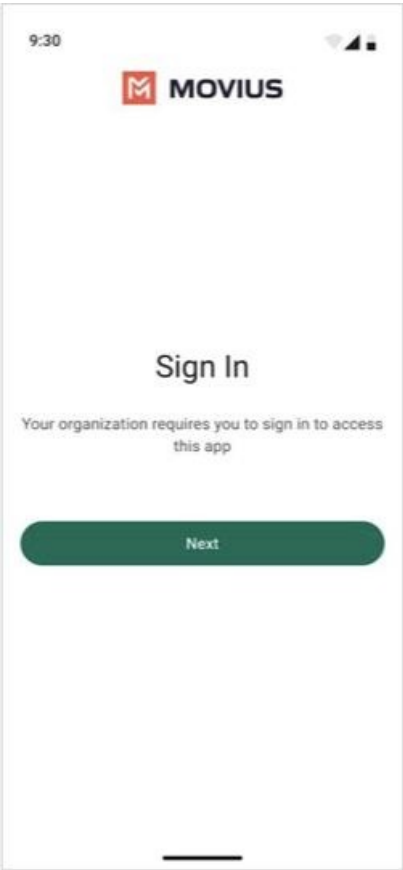 9:30
MOVIUS
Sign In
Your organization requires you to sign in to access
this app
Next